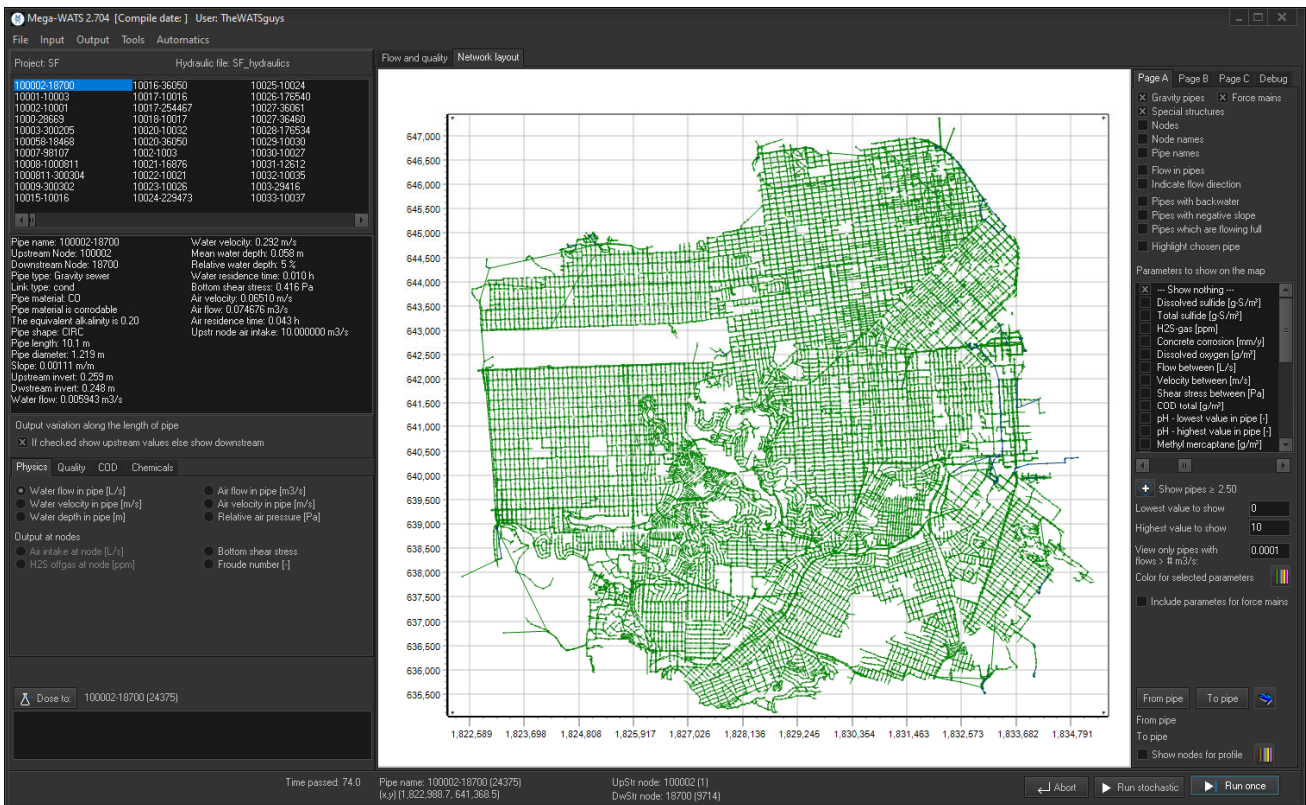 Mega-WATS 2.704 [Compile date: ] User: TheWATSguys
File Input Output Tools Automatics
Project: SF Hydraulic file: SF_hydraulics
100002-18700 10016-36050 10025-10024
10001-10003 10017-10016 10026-176540
10002-10001 10017-254467 10027-36061
1000-28669 10018-10017 10027-36460
10003-300205 10020-10032 10028-176534
100058-18468 10020-36050 10029-10030
10007-98107 1002-1003 10030-10027
10008-1000811 10021-16876 10031-12612
1000811-300304 10022-10021 10032-10035
10009-300302 10023-10026 1003-29416
10015-10016 10024-229473 10033-10037
Pipe name: 100002-18700 Water velocity: 0.292 m/s
Upstream Node: 100002 Mean water depth: 0.058 m
Downstream Node: 18700 Relative water depth: 5 %
Pipe type: Gravity sewer Water residence time: 0.010 h
Link type: cond Bottom shear stress: 0.416 Pa
Pipe material: CO Air velocity: 0.06510 m/s
Pipe material is corrodable Air flow: 0.074676 m3/s
The equivalent alkalinity is 0.20 Air residence time: 0.043 h
Pipe shape: CIRC Upstr node air intake: 10.000000 m3/s
Pipe length: 10.1 m
Pipe diameter: 1.219 m
Slope: 0.00111 m/m
Upstream invert: 0.259 m
Dwstream invert: 0.248 m
Water flow: 0.005943 m3/s
Output variation along the length of pipe
If checked show upstream values else show downstream
Physics Quality COD Chemicals
Water flow in pipe [L/s] Air flow in pipe [m3/s]
Water velocity in pipe [m/s] Air velocity in pipe [m/s]
Water depth in pipe [m] Relative air pressure [Pa]
Output at nodes
Air intake at node [L/s] Bottom shear stress
H2S offgas at node [ppm] Froude number [-]
Dose to: 100002-18700 (24375)
Flow and quality Network layout
647,000
646,500
646,000
645,500
645,000
644,500
644,000
643,500
643,000
642,500
642,000
641,500
641,000
640,500
640,000
639,500
639,000
638,500
638,000
637,500
637,000
636,500
636,000
635,500
1,822,589 1,823,698 1,824,808 1,825,917 1,827,026 1,828,136 1,829,245 1,830,354 1,831,463 1,832,573 1,833,682 1,834,791
Page A Page B Page C Debug
Gravity pipes Force mains
Special structures
Nodes
Node names
Pipe names
Flow in pipes
Indicate flow direction
Pipes with backwater
Pipes with negative slope
Pipes which are flowing full
Highlight chosen pipe
Parameters to show on the map
--- Show nothing ---
Dissolved sulfide [g-S/m³]
Total sulfide [g-S/m³]
H2S-gas [ppm]
Concrete corrosion [mm/y]
Dissolved oxygen [g/m³]
Flow between [L/s]
Velocity between [m/s]
Shear stress between [Pa]
COD total [g/m³]
pH - lowest value in pipe [-]
pH - highest value in pipe [-]
Methyl mercaptane [g/m³]
Show pipes ≥ 2.50
Lowest value to show 0
Highest value to show 10
View only pipes with 0.0001
flows > # m3/s:
Color for selected parameters
Include parametes for force mains
From pipe To pipe
From pipe
To pipe
Show nodes for profile
Time passed: 74.0 Pipe name: 100002-18700 (24375) UpStr node: 100002 (1)
(x,y) (1,822,988.7, 641,368.5) DwStr node: 18700 (9714)
Abort Run stochastic Run once